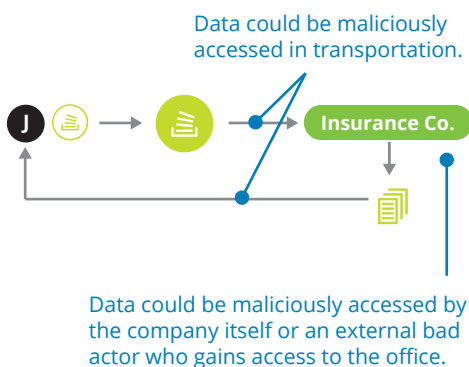 Data could be maliciously
accessed in transportation.
J
Insurance Co.
Data could be maliciously accessed by
the company itself or an external bad
actor who gains access to the office.